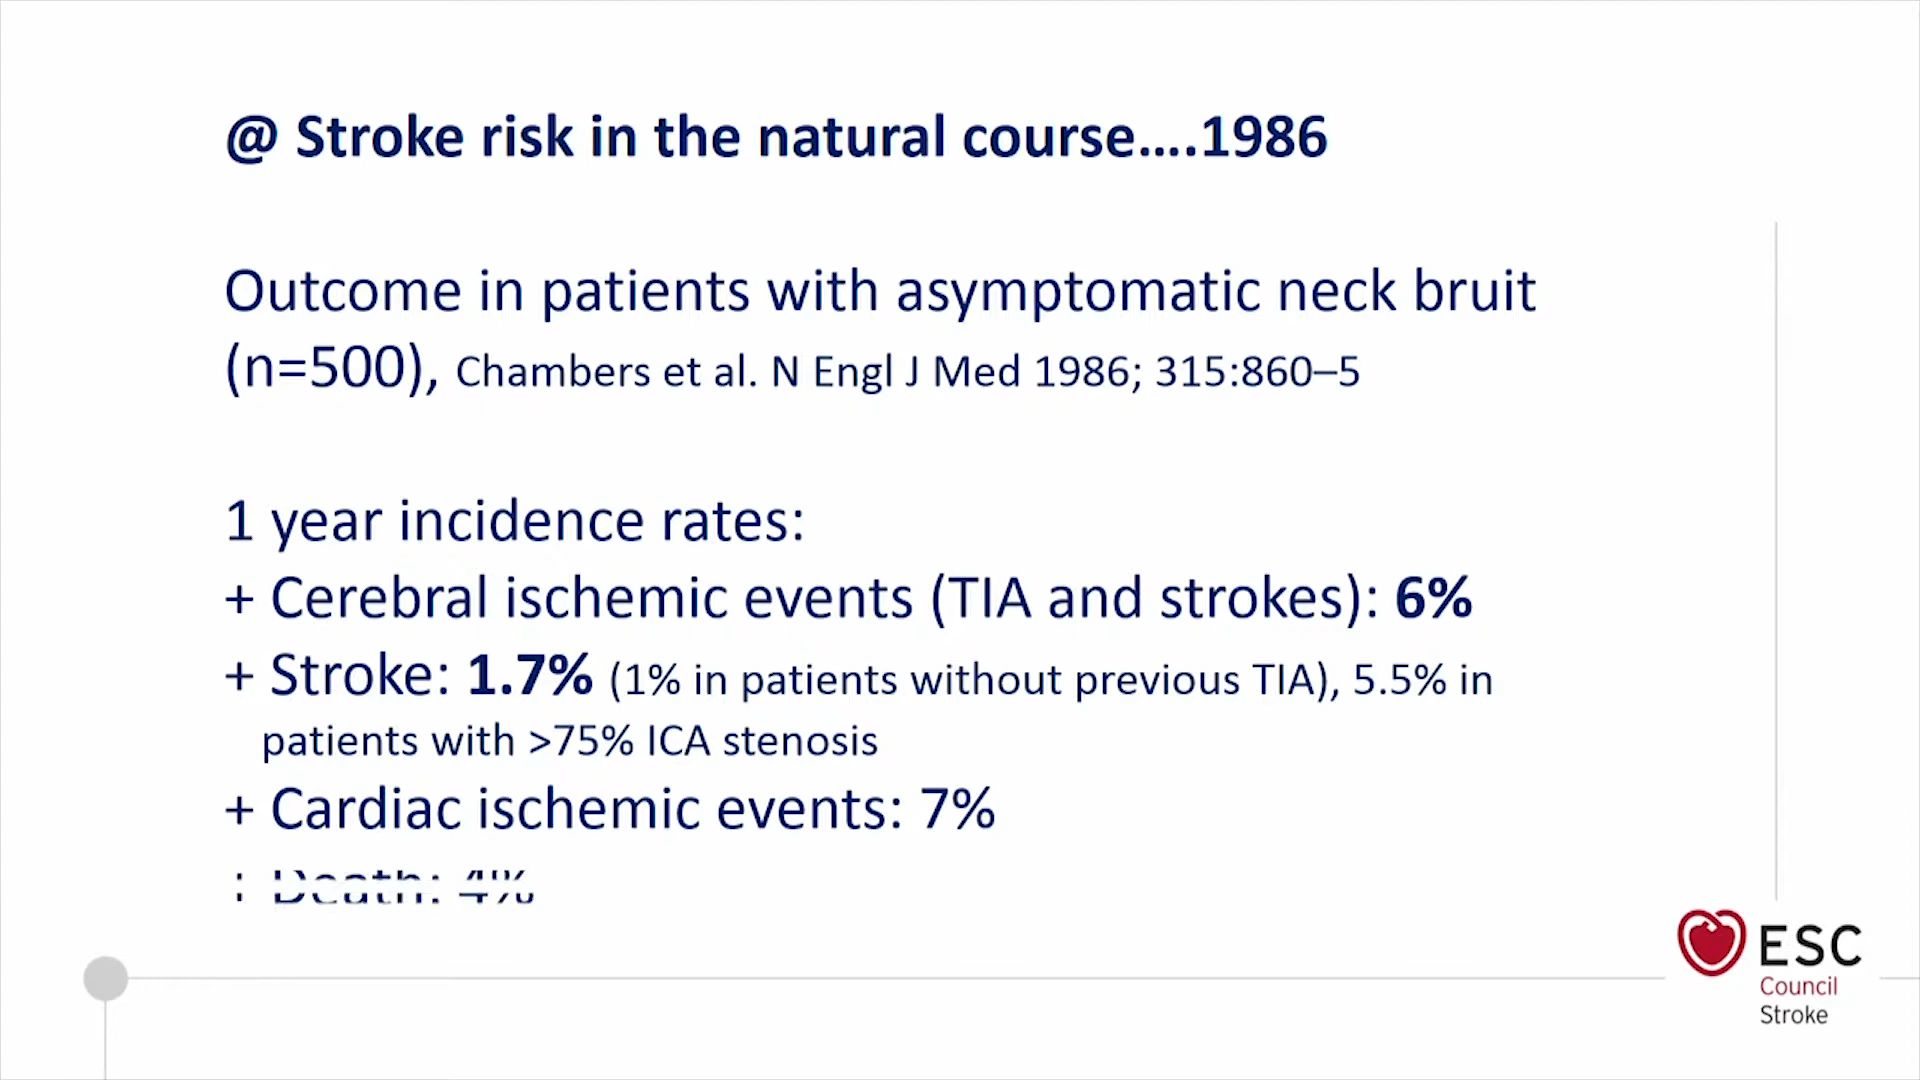 @ Stroke risk in the natural course....1986
Outcome in patients with asymptomatic neck bruit
(n=500), Chambers et al. N Engl J Med 1986; 315:860–5
1 year incidence rates:
+ Cerebral ischemic events (TIA and strokes): 6%
+ Stroke: 1.7% (1% in patients without previous TIA), 5.5% in
patients with >75% ICA stenosis
+ Cardiac ischemic events: 7%
+ Death: 4%
ESC
Council
Stroke